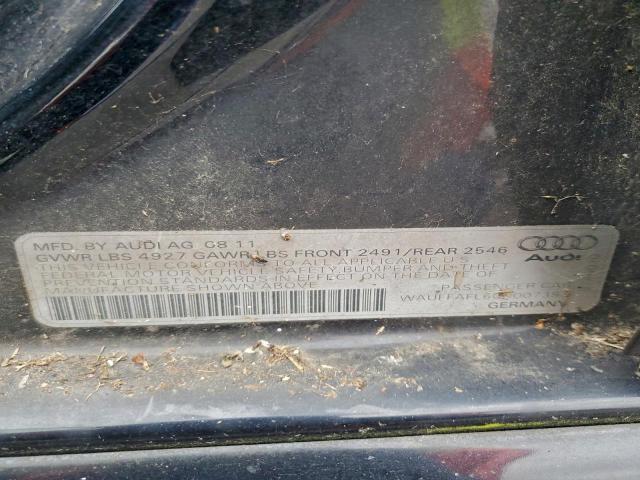 MFD. BY AUDI AG 08 11
GVWR LBS 4927 GAWR LBS FRONT 2491/REAR 2546
THIS VEHICLE CONFORMS TO ALL APPLICABLE U.S.
FEDERAL MOTOR VEHICLE SAFETY, BUMPER AND THEFT
PREVENTION STANDARDS IN EFFECT ON THE DATE OF
MANUFACTURE SHOWN ABOVE
Audi
PASSENGER CAR
GERMANY